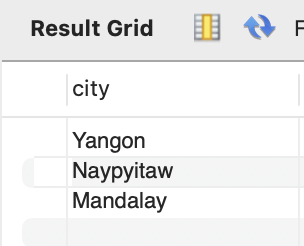 Result Grid F
city
Yangon
Naypyitaw
Mandalay